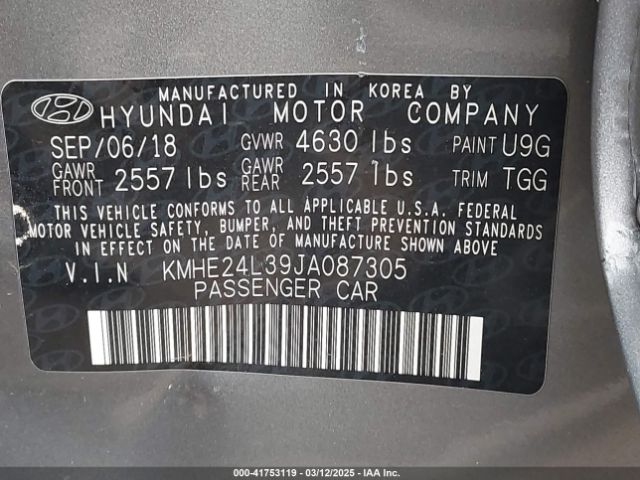 MANUFACTURED IN KOREA BY
HYUNDAI MOTOR COMPANY
SEP/06/18 GVWR 4630 lbs PAINT U9G
GAWR FRONT 2557 lbs GAWR REAR 2557 lbs TRIM TGG
THIS VEHICLE CONFORMS TO ALL APPLICABLE U.S.A. FEDERAL
MOTOR VEHICLE SAFETY, BUMPER, AND THEFT PREVENTION STANDARDS
IN EFFECT ON THE DATE OF MANUFACTURE SHOWN ABOVE
V.I.N KMHE24L39JA087305
PASSENGER CAR
© VEHICLE - 41753119 - 03/12/2025 - IAA Inc.